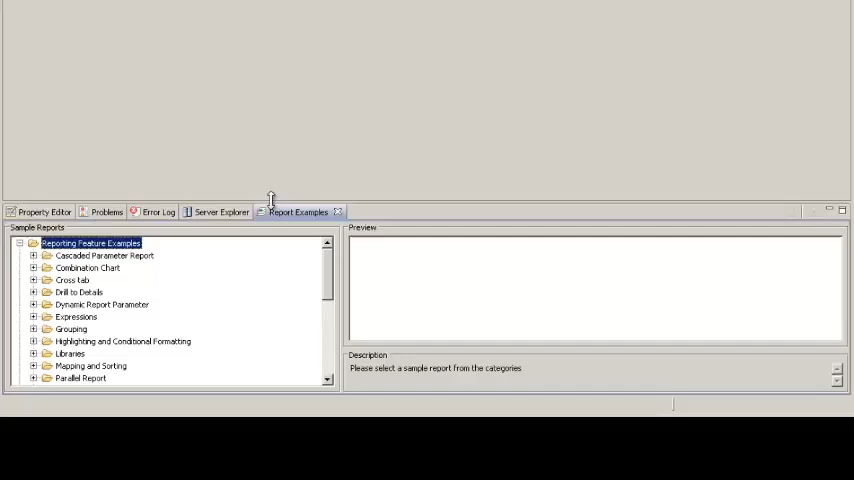 Property Editor Problems Error Log Server Explorer Report Examples
Sample Reports
Preview
Reporting Feature Examples
Cascaded Parameter Report
Combination Chart
Cross tab
Drill to Details
Dynamic Report Parameter
Expressions
Grouping
Highlighting and Conditional Formatting
Libraries
Mapping and Sorting
Parallel Report
Description
Please select a sample report from the categories